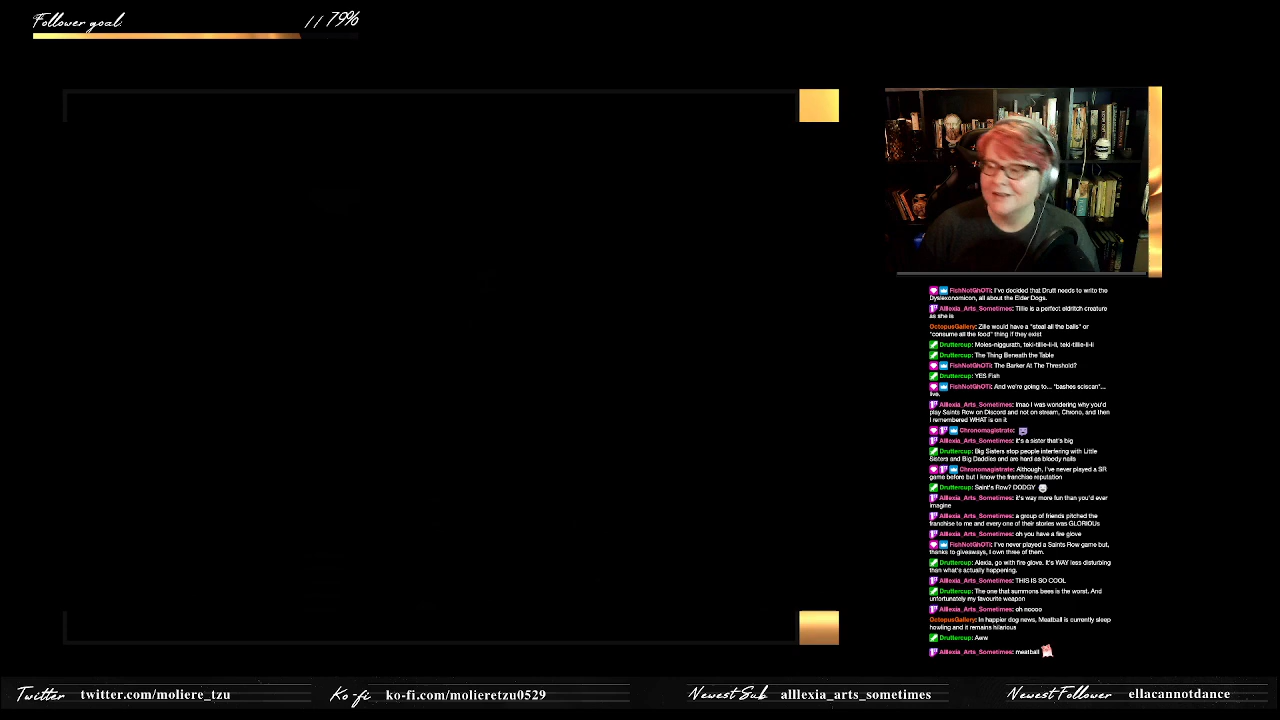 Follower goal:
// 79%
FishNotGhOTi: I've decided that Drutt needs to write the
Dyslexonomicon, all about the Elder Dogs.
Alllexia_Arts_Sometimes: Tillie is a perfect eldritch creature
as she is
OctopusGallery: Zille would have a "steal all the balls" or
"consume all the food" thing if they exist
Druttercup: Moles-niggurath, teki-tillie-li-li, teki-tillie-li-li
Druttercup: The Thing Beneath the Table
FishNotGhOTi: The Barker At The Threshold?
Druttercup: YES Fish
FishNotGhOTi: And we're going to... *bashes sciscan*...
live.
Alllexia_Arts_Sometimes: lmao I was wondering why you'd
play Saints Row on Discord and not on stream, Chrono, and then
I remembered WHAT is on it
Chronomagistrate:
Alllexia_Arts_Sometimes: it's a sister that's big
Druttercup: Big Sisters stop people interfering with Little
Sisters and Big Daddies and are hard as bloody nails
Chronomagistrate: Although, I've never played a SR
game before but I know the franchise reputation
Druttercup: Saint's Row? DODGY
Alllexia_Arts_Sometimes: it's way more fun than you'd ever
imagine
Alllexia_Arts_Sometimes: a group of friends pitched the
franchise to me and every one of their stories was GLORIOUs
Alllexia_Arts_Sometimes: oh you have a fire glove
FishNotGhOTi: I've never played a Saints Row game but,
thanks to giveaways, I own three of them.
Druttercup: Alexia, go with fire glove. It's WAY less disturbing
than what's actually happening.
Alllexia_Arts_Sometimes: THIS IS SO COOL
Druttercup: The one that summons bees is the worst. And
unfortunately my favourite weapon
Alllexia_Arts_Sometimes: oh noooo
OctopusGallery: In happier dog news, Meatball is currently sleep
howling and it remains hilarious
Druttercup: Aww
Alllexia_Arts_Sometimes: meatball
Twitter twitter.com/moliere_tzu
Ko-fi ko-fi.com/molieretzu0529
Newest Sub alllexia_arts_sometimes
Newest Follower ellacannotdance